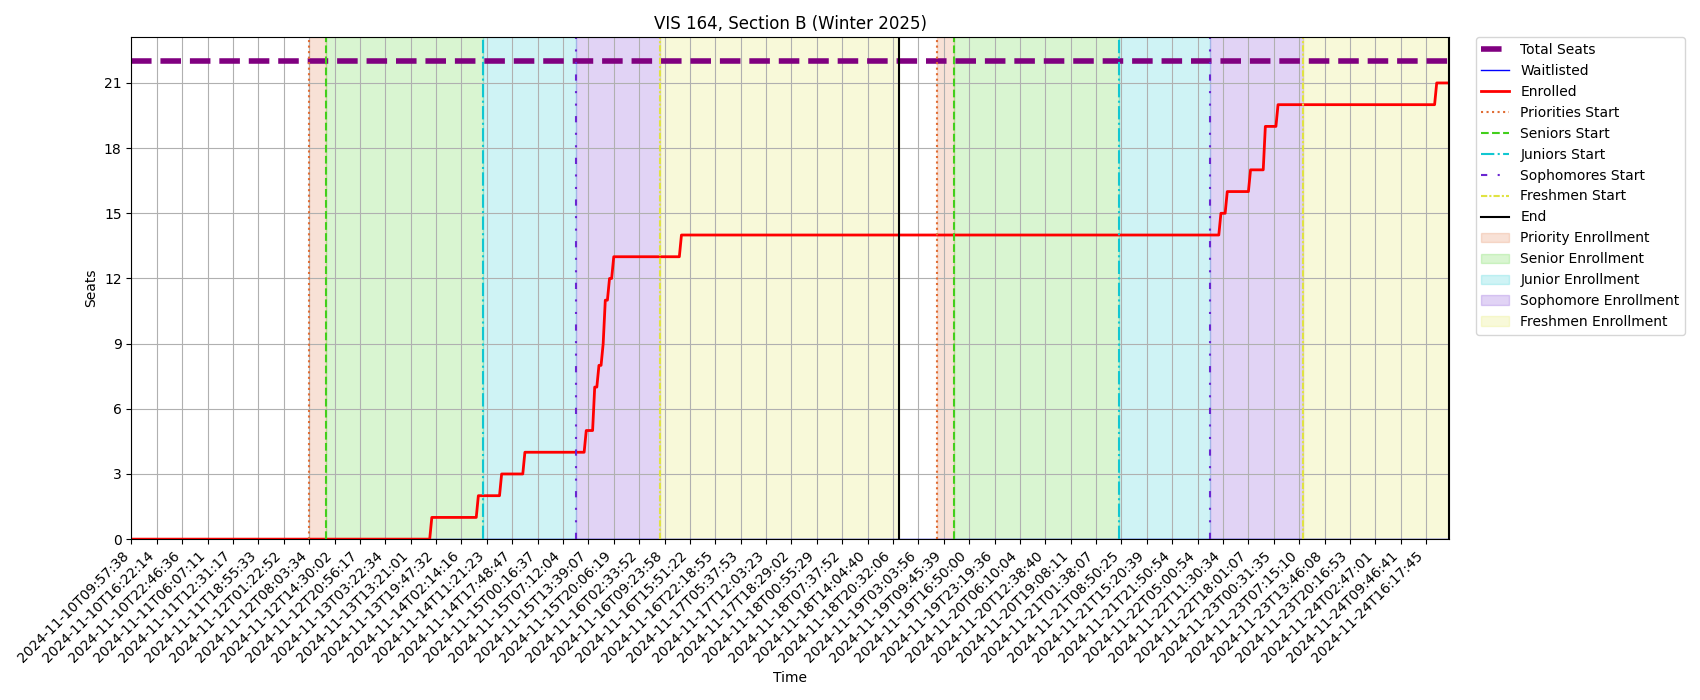 VIS 164, Section B (Winter 2025)
Seats
21
18
15
12
9
6
3
0
2024-11-10T09:57:38
2024-11-10T16:22:14
2024-11-10T22:46:36
2024-11-11T06:07:11
2024-11-11T12:31:17
2024-11-11T18:55:33
2024-11-12T01:22:52
2024-11-12T08:03:34
2024-11-12T14:30:02
2024-11-12T20:56:17
2024-11-13T03:22:34
2024-11-13T13:21:01
2024-11-13T19:47:32
2024-11-14T02:14:16
2024-11-14T11:21:23
2024-11-14T17:48:47
2024-11-15T00:16:37
2024-11-15T07:12:04
2024-11-15T13:39:07
2024-11-15T20:06:19
2024-11-16T02:33:52
2024-11-16T09:23:58
2024-11-16T15:51:22
2024-11-16T22:18:55
2024-11-17T05:37:53
2024-11-17T12:03:23
2024-11-17T18:29:02
2024-11-18T00:55:29
2024-11-18T07:37:52
2024-11-18T14:04:40
2024-11-18T20:32:06
2024-11-19T03:03:56
2024-11-19T09:45:39
2024-11-19T16:50:00
2024-11-19T23:19:36
2024-11-20T06:10:04
2024-11-20T12:38:40
2024-11-20T19:08:11
2024-11-21T01:38:07
2024-11-21T08:50:25
2024-11-21T15:20:39
2024-11-21T21:50:54
2024-11-22T05:00:54
2024-11-22T11:30:34
2024-11-22T18:01:07
2024-11-23T00:31:35
2024-11-23T07:15:10
2024-11-23T13:46:08
2024-11-23T20:16:53
2024-11-24T02:47:01
2024-11-24T09:46:41
2024-11-24T16:17:45
Time
Total Seats
Waitlisted
Enrolled
Priorities Start
Seniors Start
Juniors Start
Sophomores Start
Freshmen Start
End
Priority Enrollment
Senior Enrollment
Junior Enrollment
Sophomore Enrollment
Freshmen Enrollment